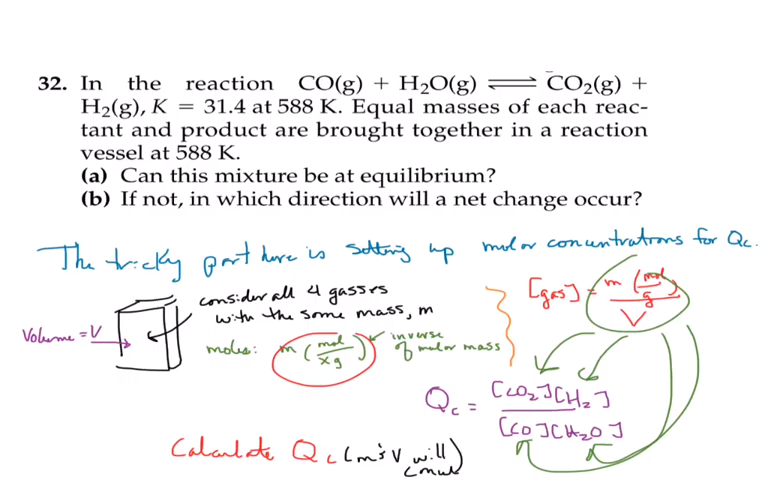 32. In the reaction CO(g) + H₂O(g) ⇌ CO₂(g) +
H₂(g), K = 31.4 at 588 K. Equal masses of each reac-
tant and product are brought together in a reaction
vessel at 588 K.
(a) Can this mixture be at equilibrium?
(b) If not, in which direction will a net change occur?
The tricky part here is setting up molar concentrations for Qc.
consider all 4 gasses
with the same mass, m
Volume = V
moles: m (mol/xg)
inverse
of molar mass
[gas] = m (mol/g) / V
Qc = [CO₂][H₂] / [CO][H₂O]
Calculate Qc (m's V will